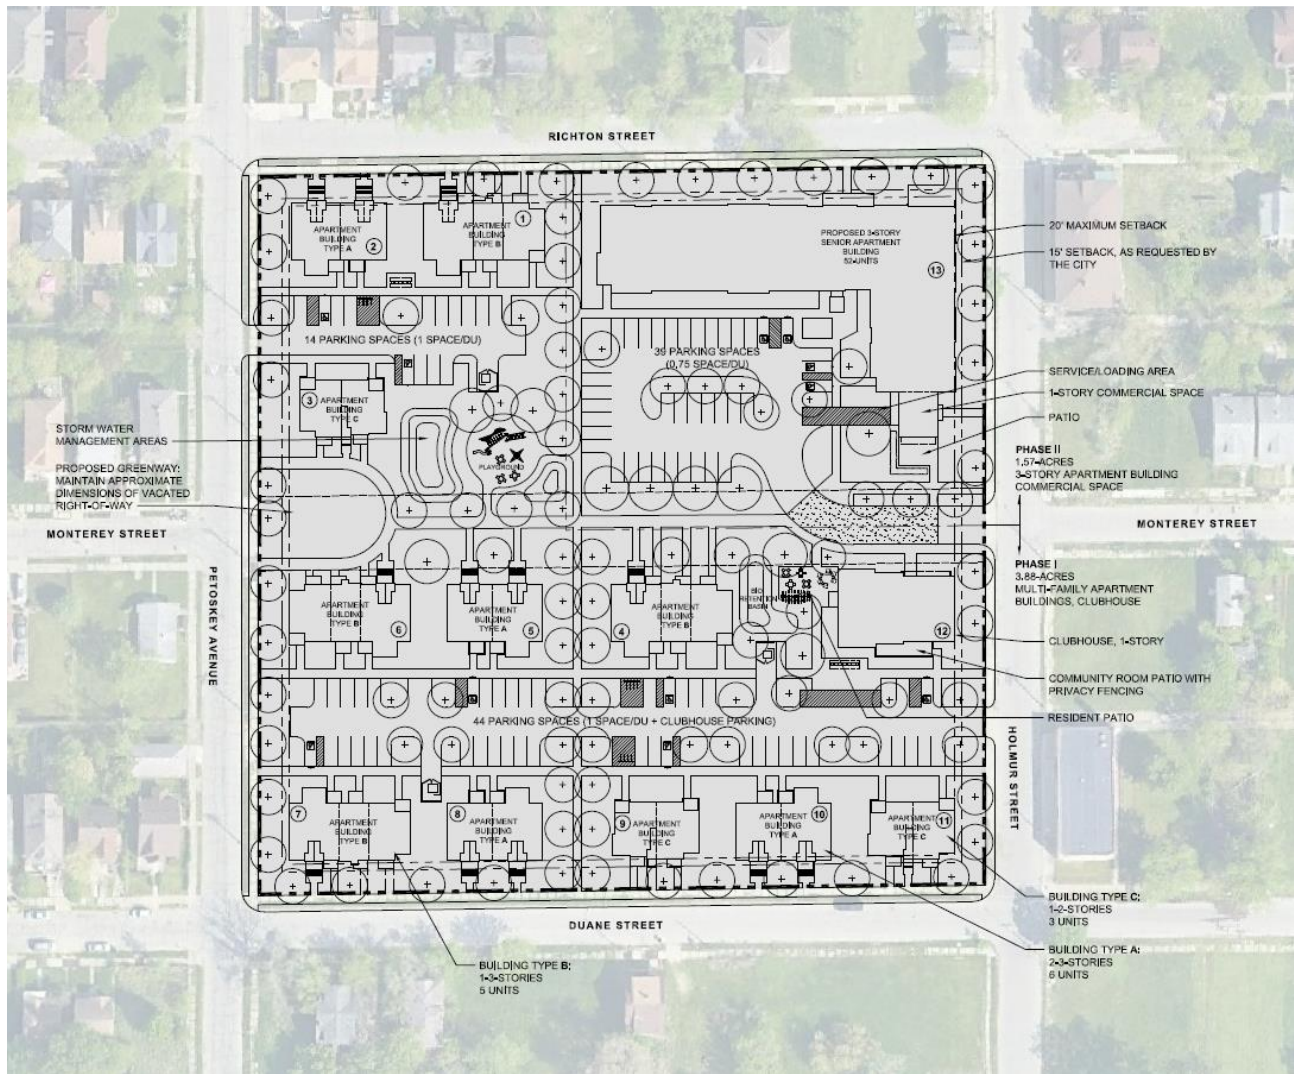 RICHTON STREET
1
APARTMENT
BUILDING
TYPE A
2
APARTMENT
BUILDING
TYPE B
PROPOSED 3-STORY
SENIOR APARTMENT
BUILDING
52-UNITS
13
20' MAXIMUM SETBACK
15' SETBACK, AS REQUESTED BY
THE CITY
14 PARKING SPACES (1 SPACE/DU)
39 PARKING SPACES
(0.75 SPACE/DU)
SERVICE/LOADING AREA
1-STORY COMMERCIAL SPACE
PATIO
3
APARTMENT
BUILDING
TYPE C
STORM WATER
MANAGEMENT AREAS
PLAYGROUND
PROPOSED GREENWAY:
MAINTAIN APPROXIMATE
DIMENSIONS OF VACATED
RIGHT-OF-WAY
PHASE II
1.57-ACRES
3-STORY APARTMENT BUILDING
COMMERCIAL SPACE
MONTEREY STREET
MONTEREY STREET
PHASE I
3.88-ACRES
MULTI-FAMILY APARTMENT
BUILDINGS, CLUBHOUSE
PETOSKEY AVENUE
APARTMENT
BUILDING
TYPE B
6
APARTMENT
BUILDING
TYPE A
5
4
APARTMENT
BUILDING
TYPE B
BIO
RETENTION
BASIN
12
CLUBHOUSE, 1-STORY
COMMUNITY ROOM PATIO WITH
PRIVACY FENCING
RESIDENT PATIO
44 PARKING SPACES (1 SPACE/DU + CLUBHOUSE PARKING)
HOLMUR STREET
7
APARTMENT
BUILDING
TYPE B
8
APARTMENT
BUILDING
TYPE A
9
APARTMENT
BUILDING
TYPE C
10
APARTMENT
BUILDING
TYPE A
11
APARTMENT
BUILDING
TYPE C
DUANE STREET
BUILDING TYPE C:
1-2-STORIES
3 UNITS
BUILDING TYPE A:
2-3-STORIES
6 UNITS
BUILDING TYPE B:
1-3-STORIES
5 UNITS